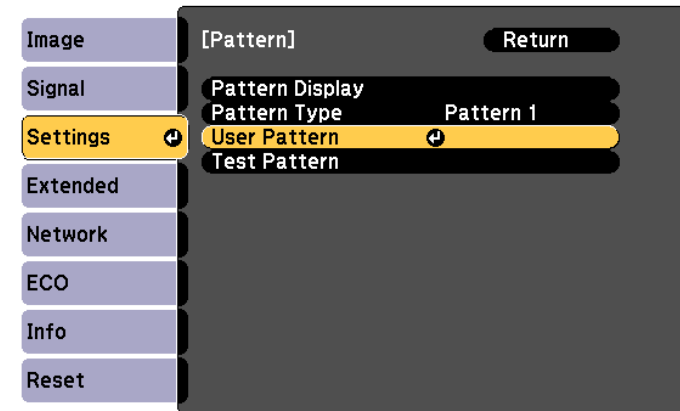 Image
Signal
Settings
Extended
Network
ECO
Info
Reset
[Pattern] Return
Pattern Display
Pattern Type Pattern 1
User Pattern
Test Pattern